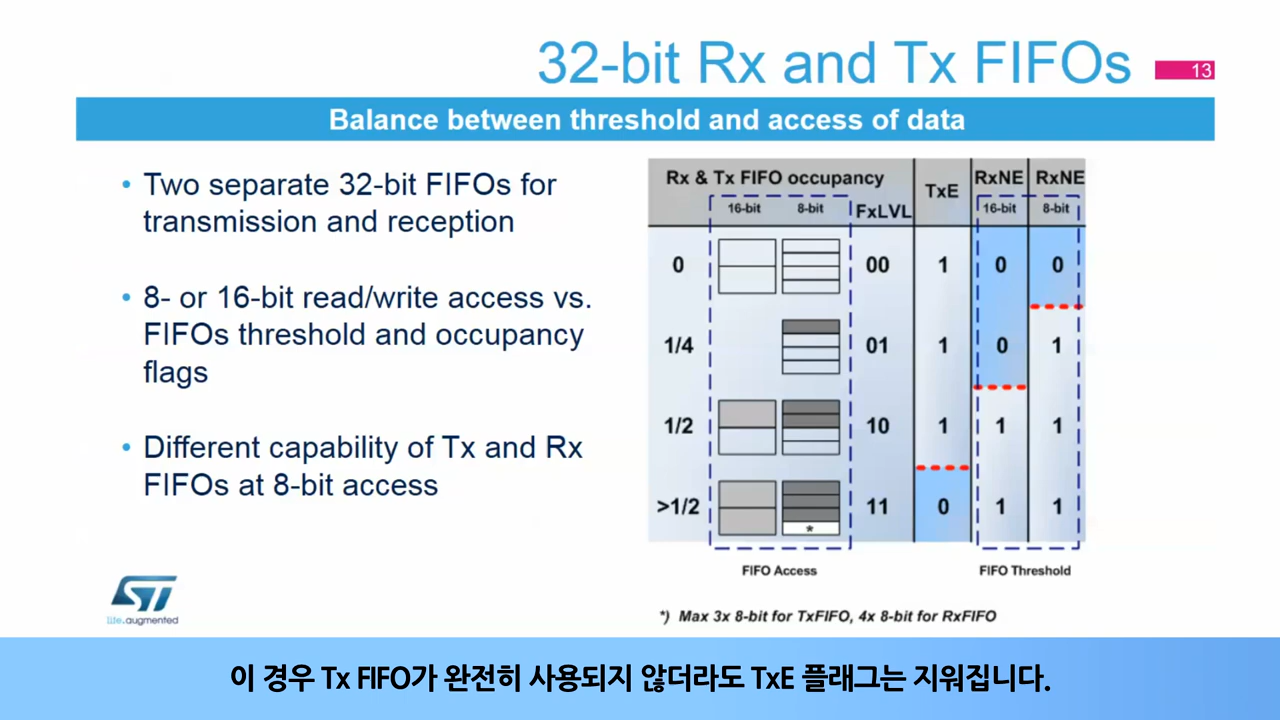 32-bit Rx and Tx FIFOs
13
Balance between threshold and access of data
• Two separate 32-bit FIFOs for
transmission and reception
• 8- or 16-bit read/write access vs.
FIFOs threshold and occupancy
flags
• Different capability of Tx and Rx
FIFOs at 8-bit access
Rx & Tx FIFO occupancy TxE RxNE RxNE
16-bit 8-bit FxLVL 16-bit 8-bit
0 00 1 0 0
1/4 01 1 0 1
1/2 10 1 1 1
>1/2 * 11 0 1 1
FIFO Access FIFO Threshold
*) Max 3x 8-bit for TxFIFO, 4x 8-bit for RxFIFO
ST
life.augmented
이 경우 Tx FIFO가 완전히 사용되지 않더라도 TxE 플래그는 지워집니다.